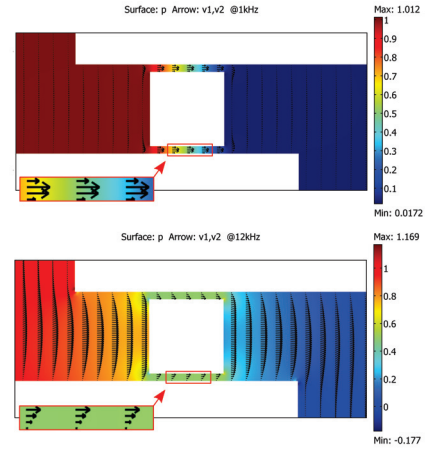 Surface: p  Arrow: v1,v2  @1kHz
Max: 1.012
1
0.9
0.8
0.7
0.6
0.5
0.4
0.3
0.2
0.1
Min: 0.0172
Surface: p  Arrow: v1,v2  @12kHz
Max: 1.169
1
0.8
0.6
0.4
0.2
0
Min: -0.177